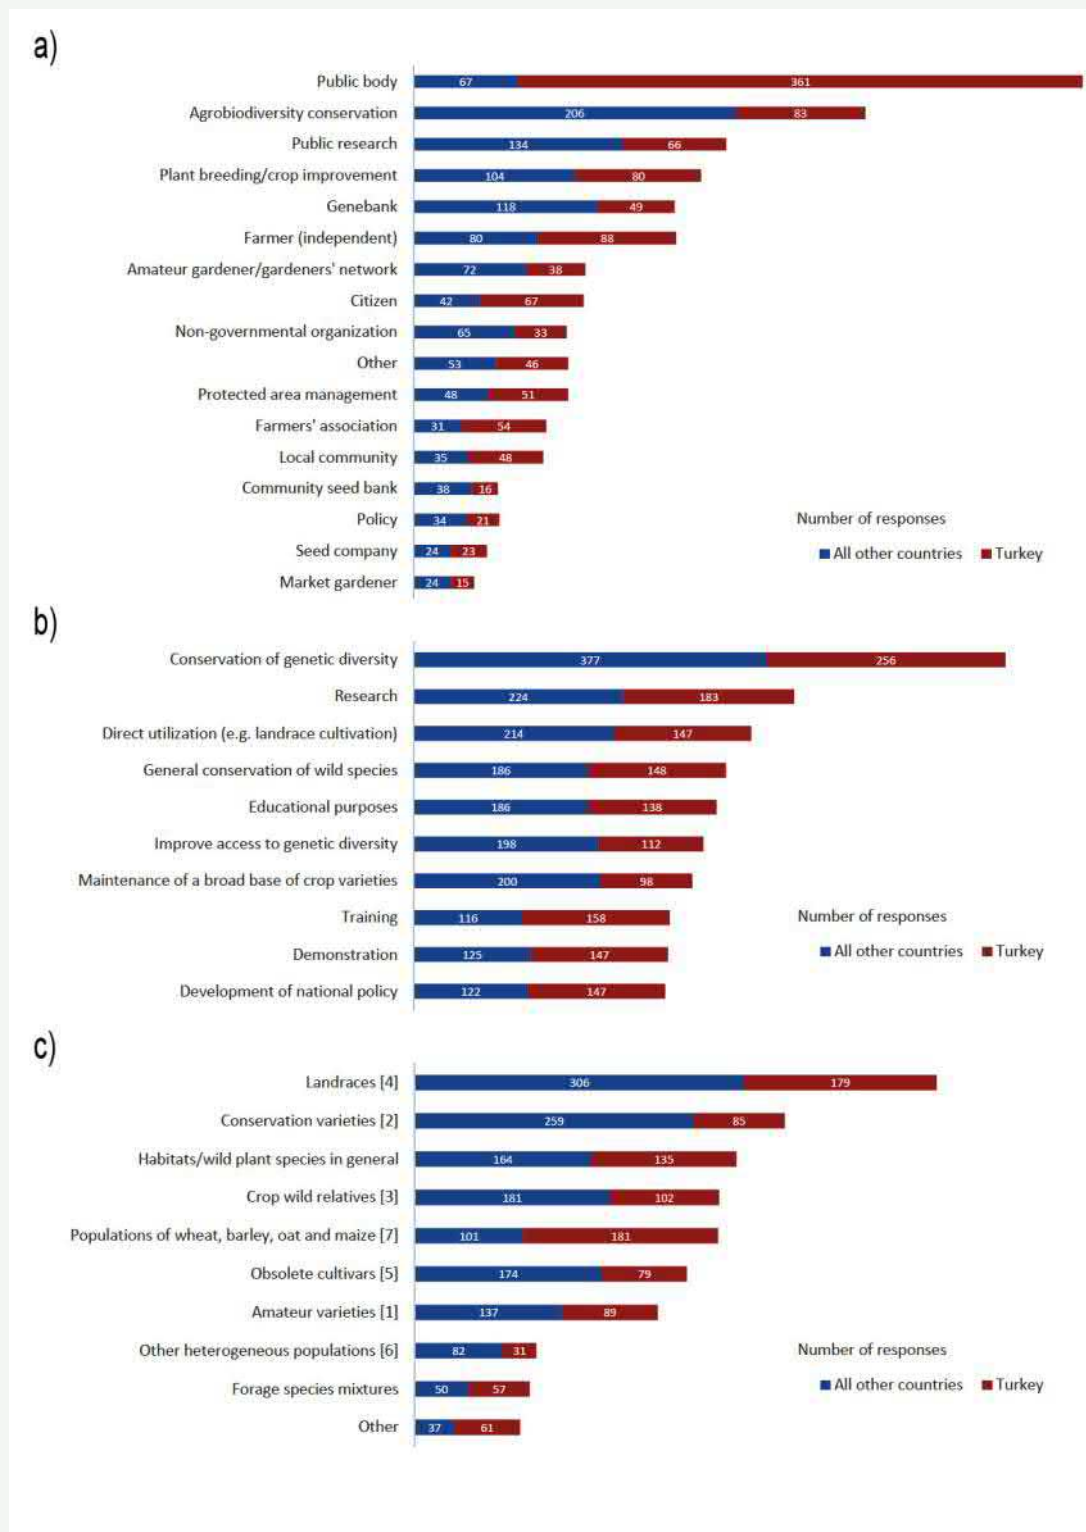 a)
Public body 67 361
Agrobiodiversity conservation 206 83
Public research 134 66
Plant breeding/crop improvement 104 80
Genebank 118 49
Farmer (independent) 80 88
Amateur gardener/gardeners' network 72 38
Citizen 42 67
Non-governmental organization 65 33
Other 53 46
Protected area management 48 51
Farmers' association 31 54
Local community 35 48
Community seed bank 38 16
Policy 34 21
Number of responses
Seed company 24 23
All other countries Turkey
Market gardener 24 15
b)
Conservation of genetic diversity 377 256
Research 224 183
Direct utilization (e.g. landrace cultivation) 214 147
General conservation of wild species 186 148
Educational purposes 186 138
Improve access to genetic diversity 198 112
Maintenance of a broad base of crop varieties 200 98
Training 116 158
Number of responses
Demonstration 125 147
All other countries Turkey
Development of national policy 122 147
c)
Landraces [4] 306 179
Conservation varieties [2] 259 85
Habitats/wild plant species in general 164 135
Crop wild relatives [3] 181 102
Populations of wheat, barley, oat and maize [7] 101 181
Obsolete cultivars [5] 174 79
Amateur varieties [1] 137 89
Other heterogeneous populations [6] 82 31
Number of responses
Forage species mixtures 50 57
All other countries Turkey
Other 37 61